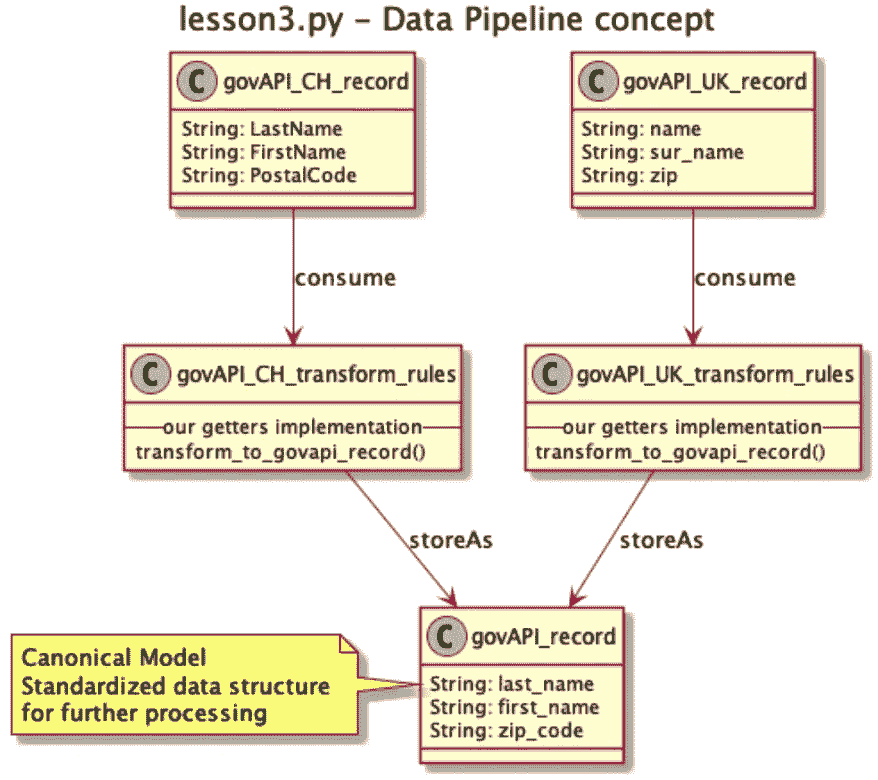 lesson3.py – Data Pipeline concept
C govAPI_CH_record
String: LastName
String: FirstName
String: PostalCode
C govAPI_UK_record
String: name
String: sur_name
String: zip
consume
consume
C govAPI_CH_transform_rules
our getters implementation
transform_to_govapi_record()
C govAPI_UK_transform_rules
our getters implementation
transform_to_govapi_record()
storeAs
storeAs
Canonical Model
Standardized data structure
for further processing
C govAPI_record
String: last_name
String: first_name
String: zip_code